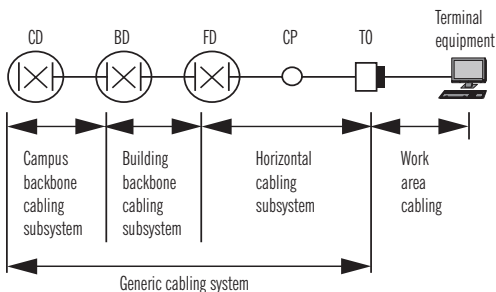 Terminal
equipment
CD
BD
FD
CP
TO
Campus
backbone
cabling
subsystem
Building
backbone
cabling
subsystem
Horizontal
cabling
subsystem
Work
area
cabling
Generic cabling system